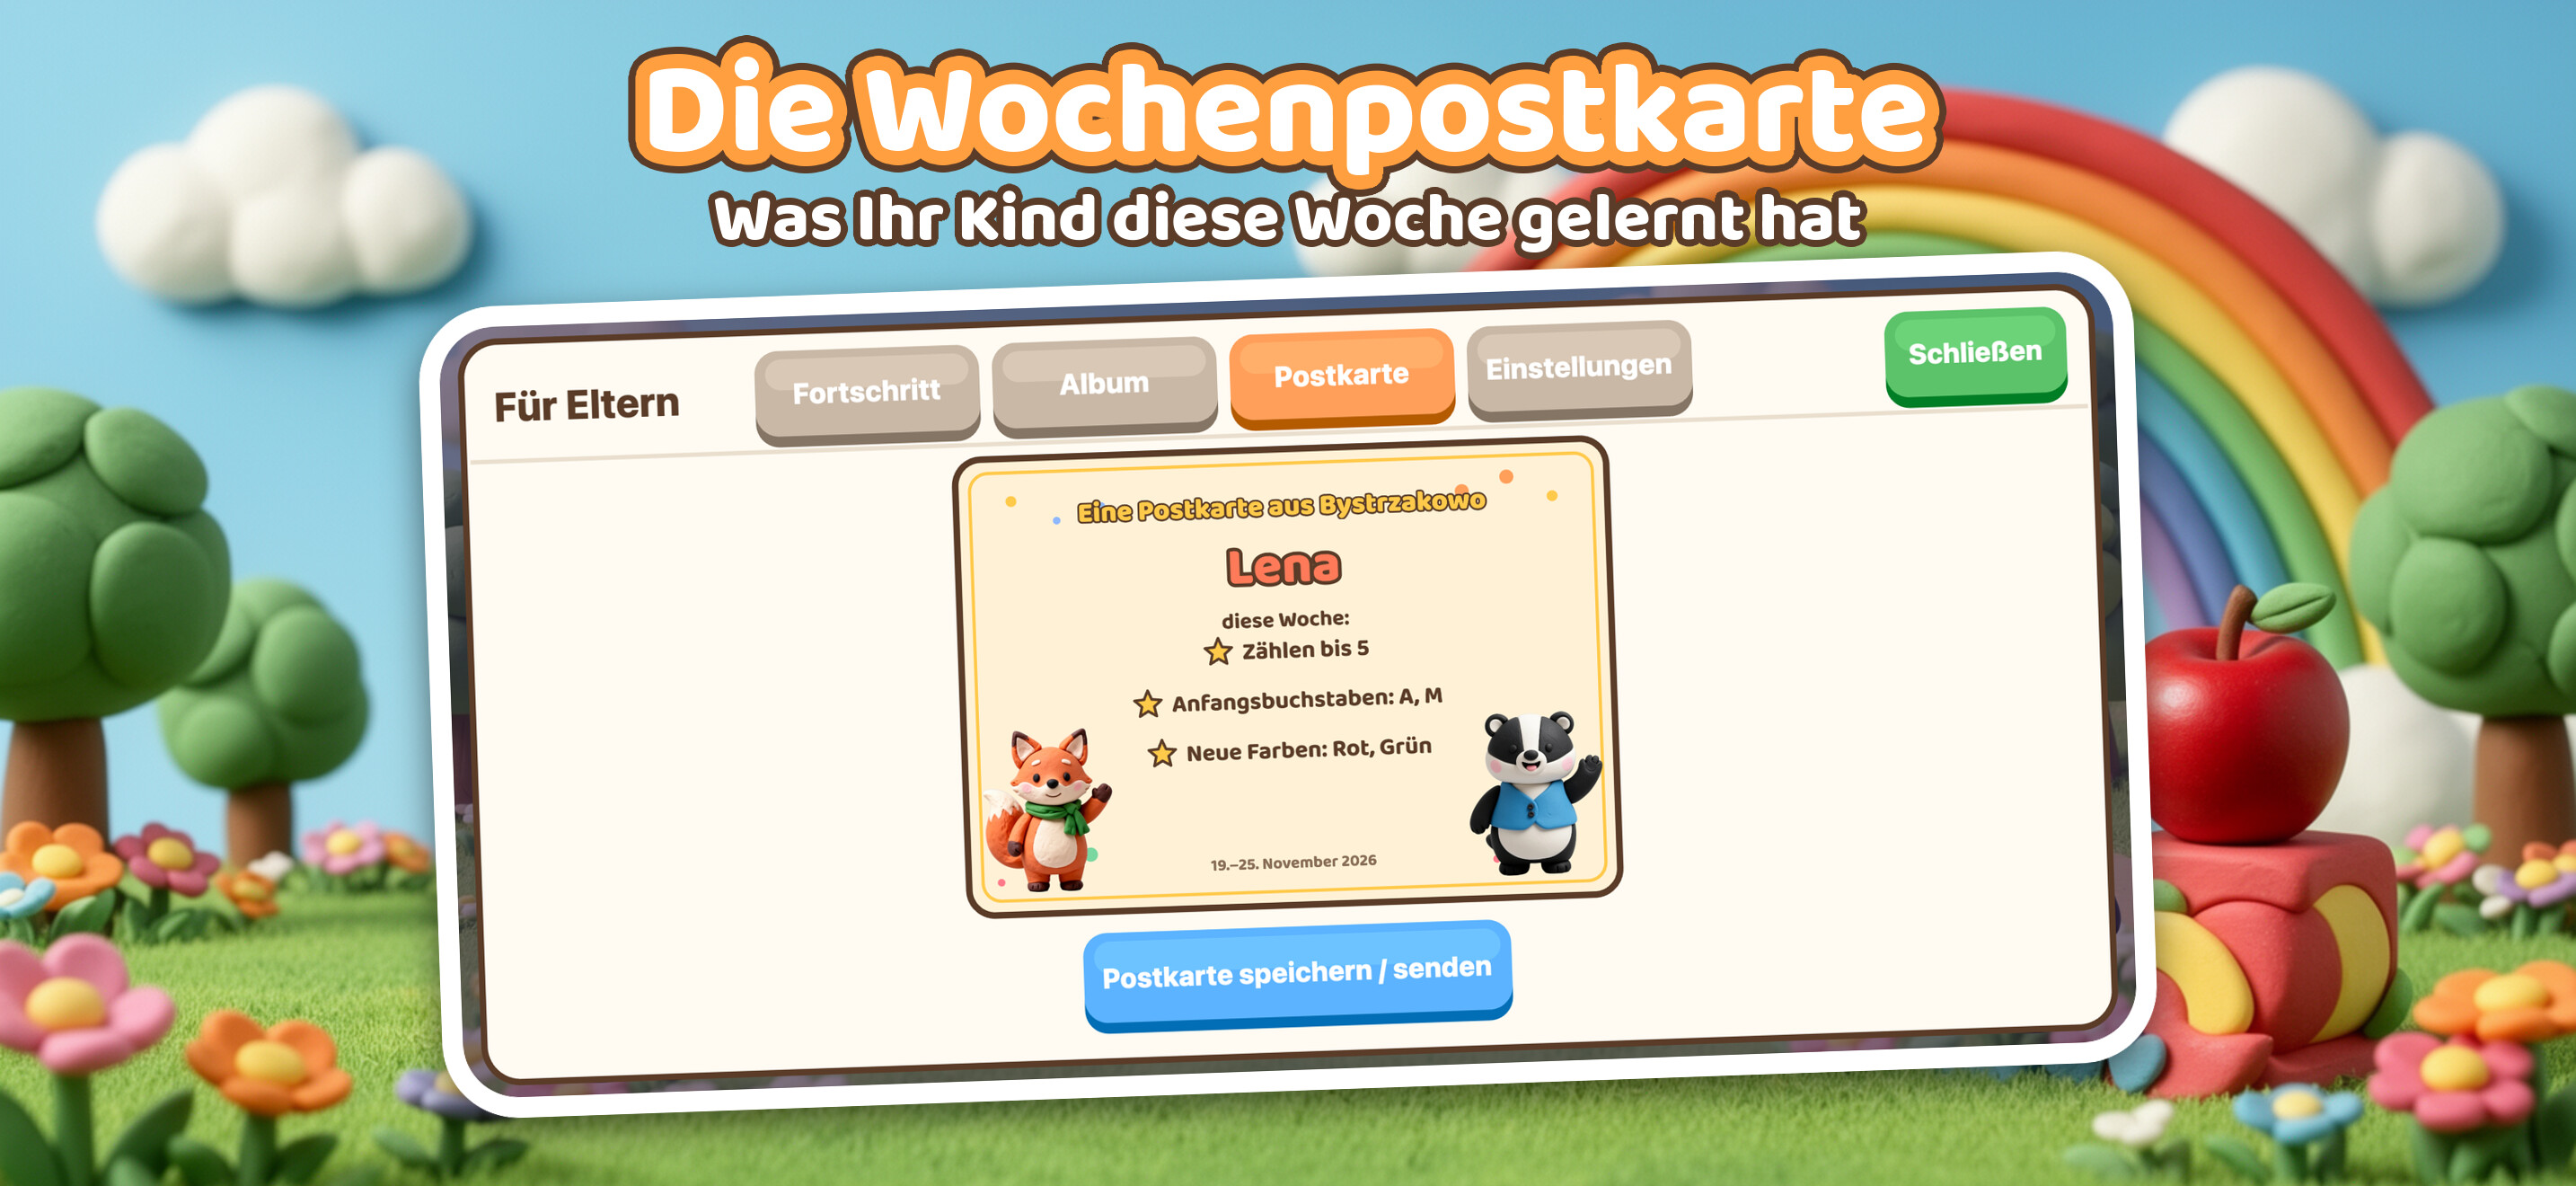 Die Wochenpostkarte
Was Ihr Kind diese Woche gelernt hat
Für Eltern
Fortschritt
Album
Postkarte
Einstellungen
Schließen
Eine Postkarte aus Bystrzakowo
Lena
diese Woche:
Zählen bis 5
Anfangsbuchstaben: A, M
Neue Farben: Rot, Grün
19.–25. November 2026
Postkarte speichern / senden